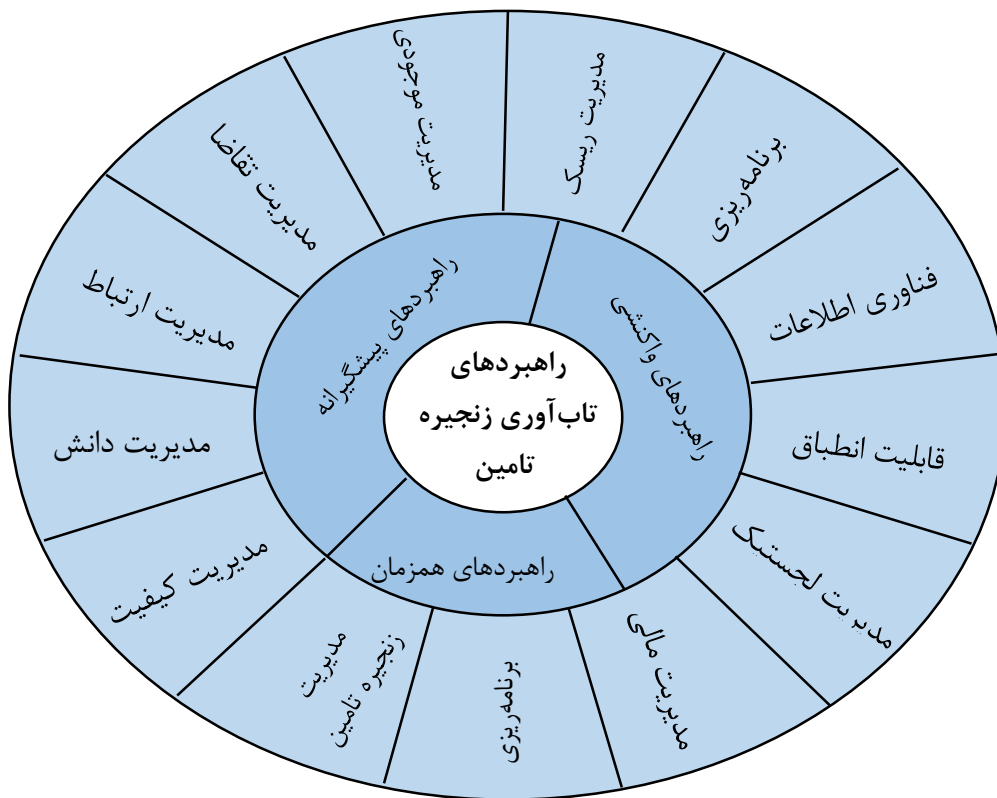 راهبردهای
تاب‌آوری زنجیره
تامین
راهبردهای پیشگیرانه
راهبردهای واکنشی
راهبردهای همزمان
مدیریت ریسک
برنامه‌ریزی
فناوری اطلاعات
قابلیت انطباق
مدیریت لجستیک
مدیریت مالی
برنامه‌ریزی
مدیریت
زنجیره تامین
مدیریت کیفیت
مدیریت دانش
مدیریت ارتباط
مدیریت تقاضا
مدیریت موجودی